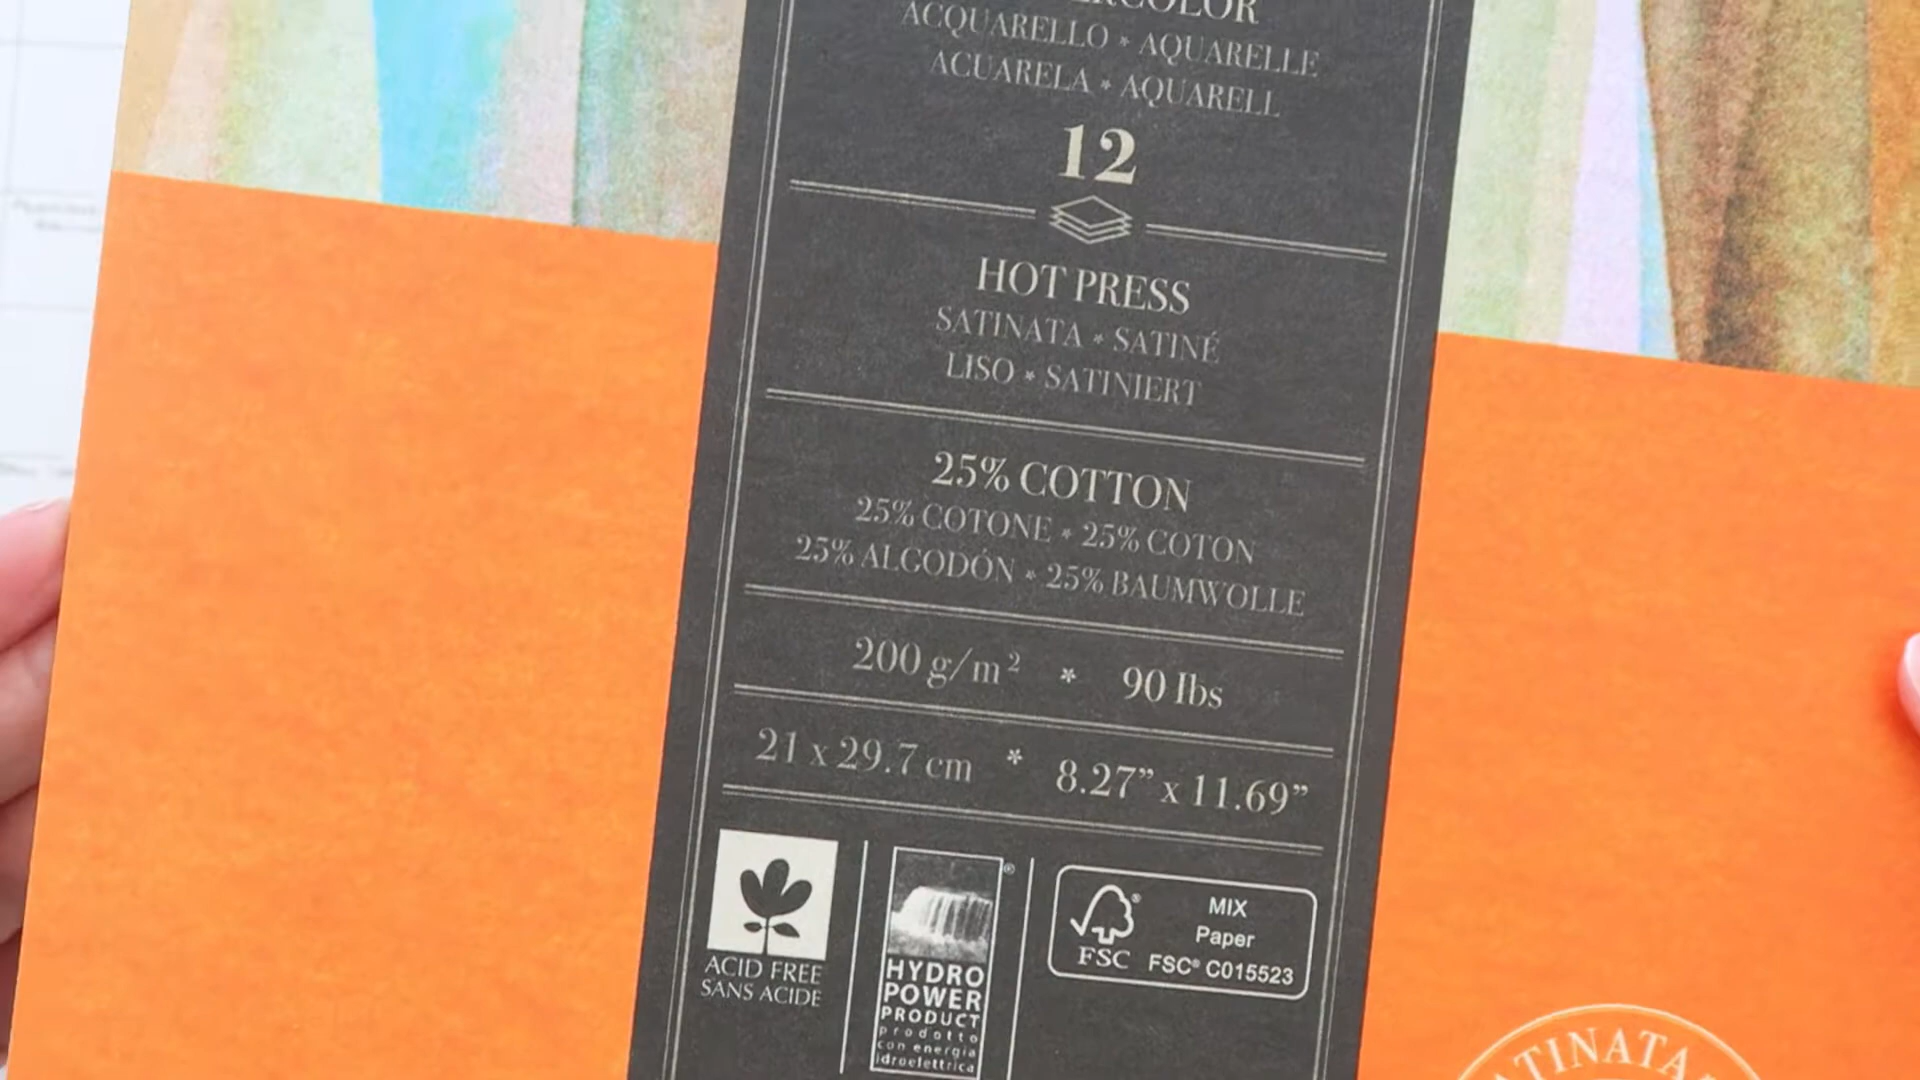 ACQUARELLO * AQUARELLE
ACUARELA * AQUARELL
12
HOT PRESS
SATINATA * SATINÉ
LISO * SATINIERT
25% COTTON
25% COTONE * 25% COTON
25% ALGODÓN * 25% BAUMWOLLE
200 g/m² * 90 lbs
21 x 29.7 cm * 8.27” x 11.69”
ACID FREE
SANS ACIDE
HYDRO
POWER
PRODUCT
prodotto
con energia
idroelettrica
®
FSC®
MIX
Paper
FSC® C015523